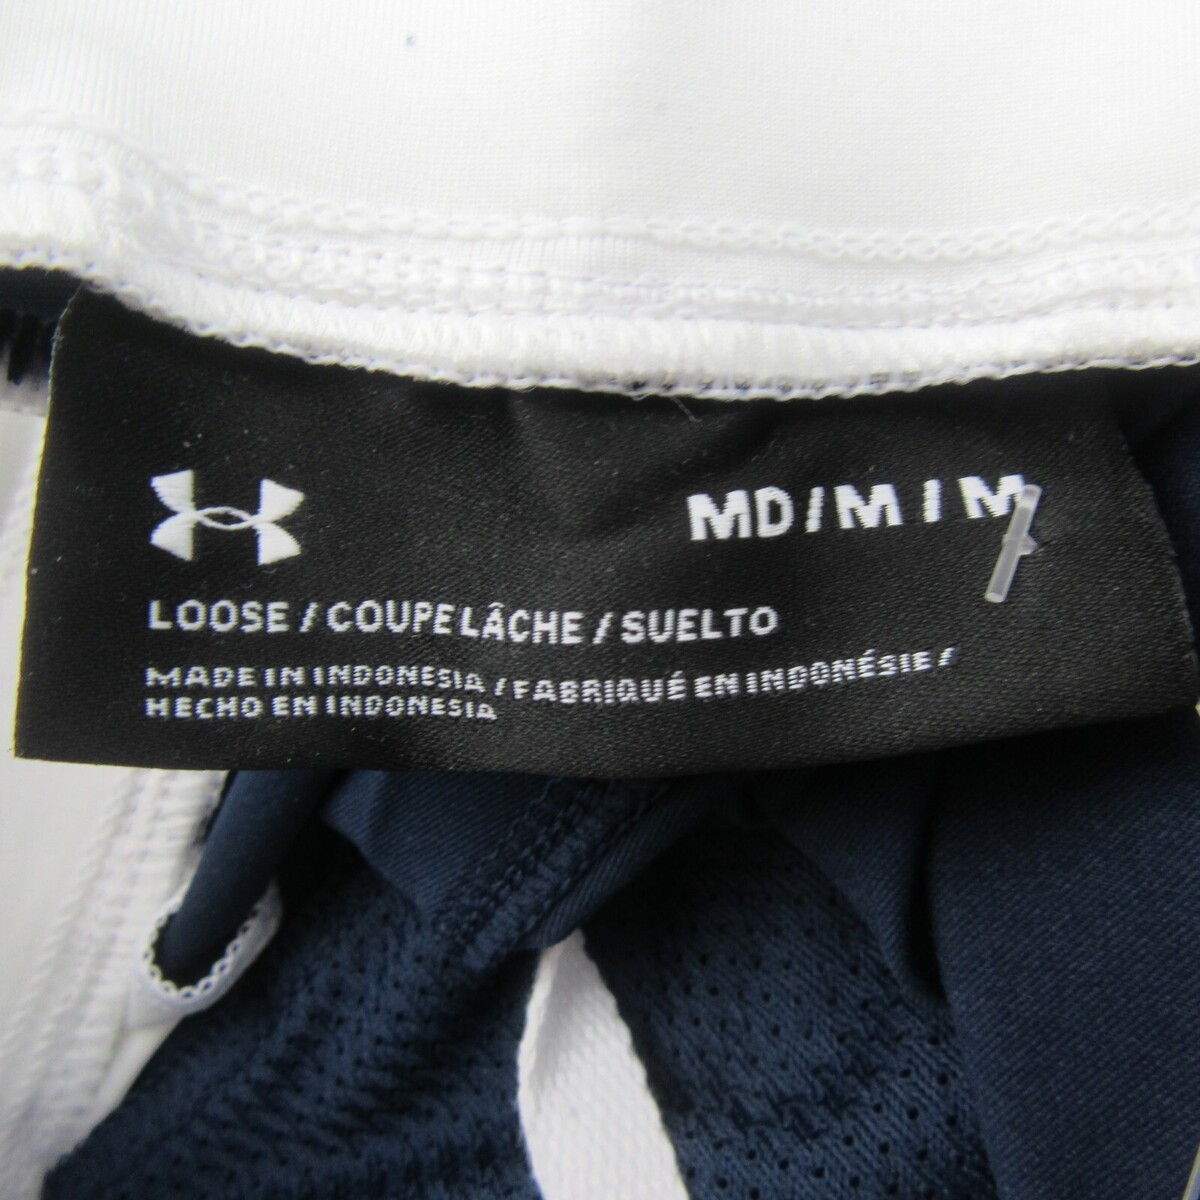 MD / M / M
LOOSE / COUPE LÂCHE / SUELTO
MADE IN INDONESIA / FABRIQUÉ EN INDONÉSIE /
HECHO EN INDONESIA